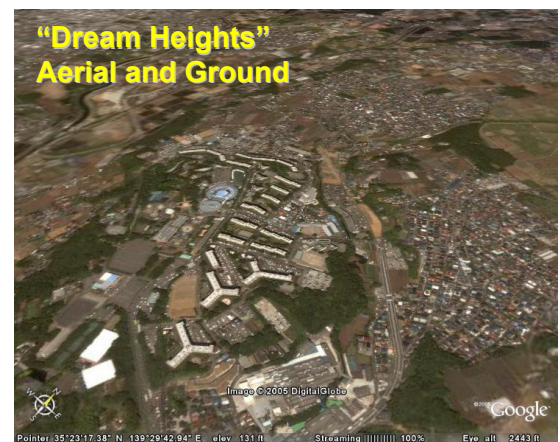 “Dream Heights”
Aerial and Ground
Image © 2005 DigitalGlobe
N
E
S
W
© 2005 Google
Pointer 35°23'17.38" N 139°29'42.94" E elev 131 ft Streaming |||||||||| 100% Eye alt 2443 ft